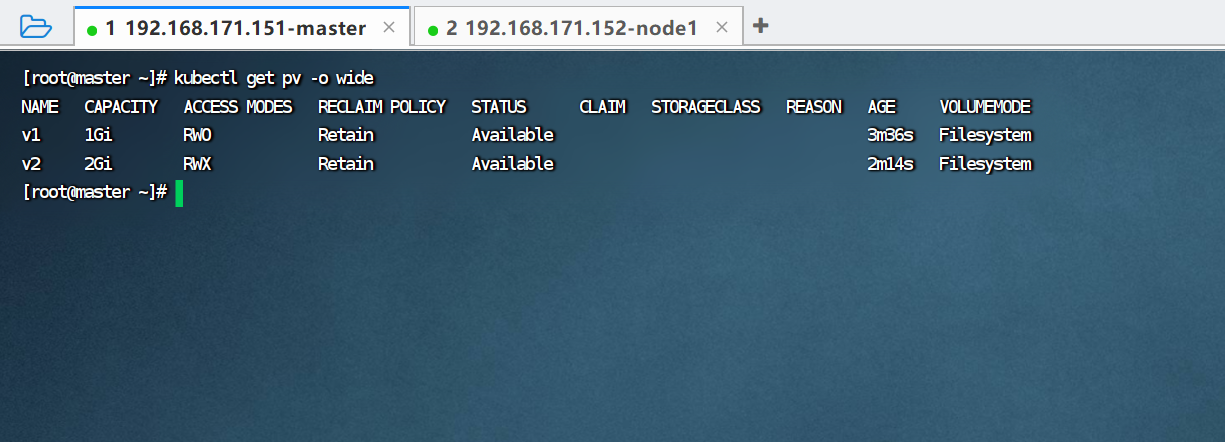 1 192.168.171.151-master × 2 192.168.171.152-node1 × +
[root@master ~]# kubectl get pv -o wide
NAME CAPACITY ACCESS MODES RECLAIM POLICY STATUS CLAIM STORAGECLASS REASON AGE VOLUMEMODE
v1 1Gi RWO Retain Available 3m36s Filesystem
v2 2Gi RWX Retain Available 2m14s Filesystem
[root@master ~]#